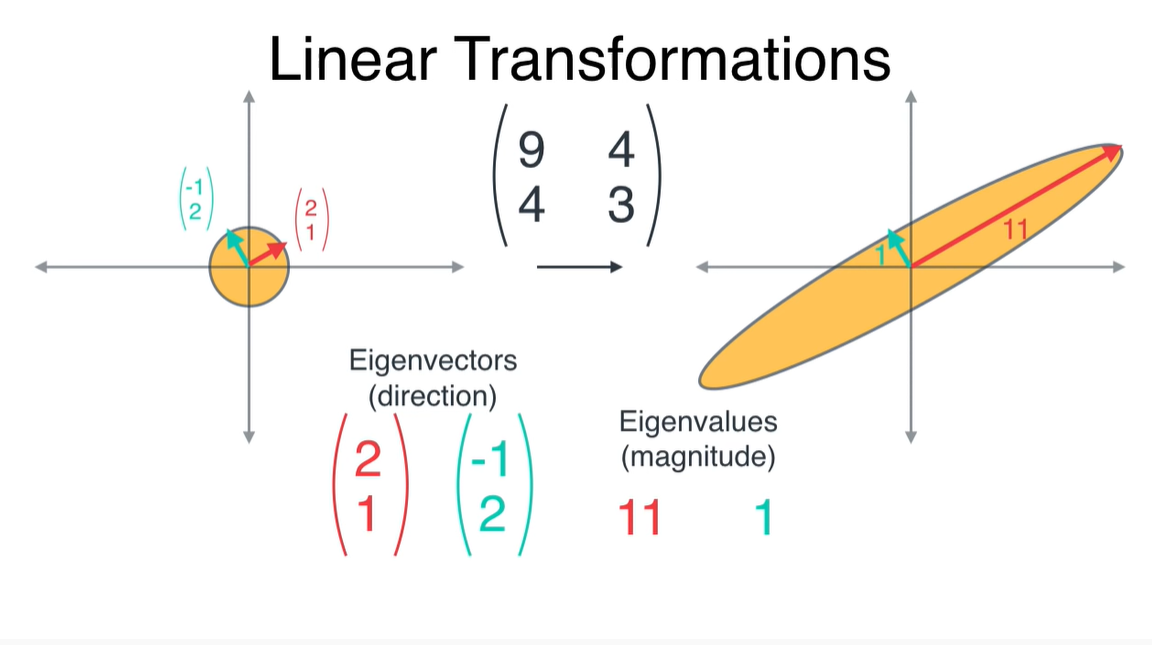 Linear Transformations
9 4
4 3
-1
2
2
1
11
1
Eigenvectors
(direction)
2 -1
1 2
Eigenvalues
(magnitude)
11 1